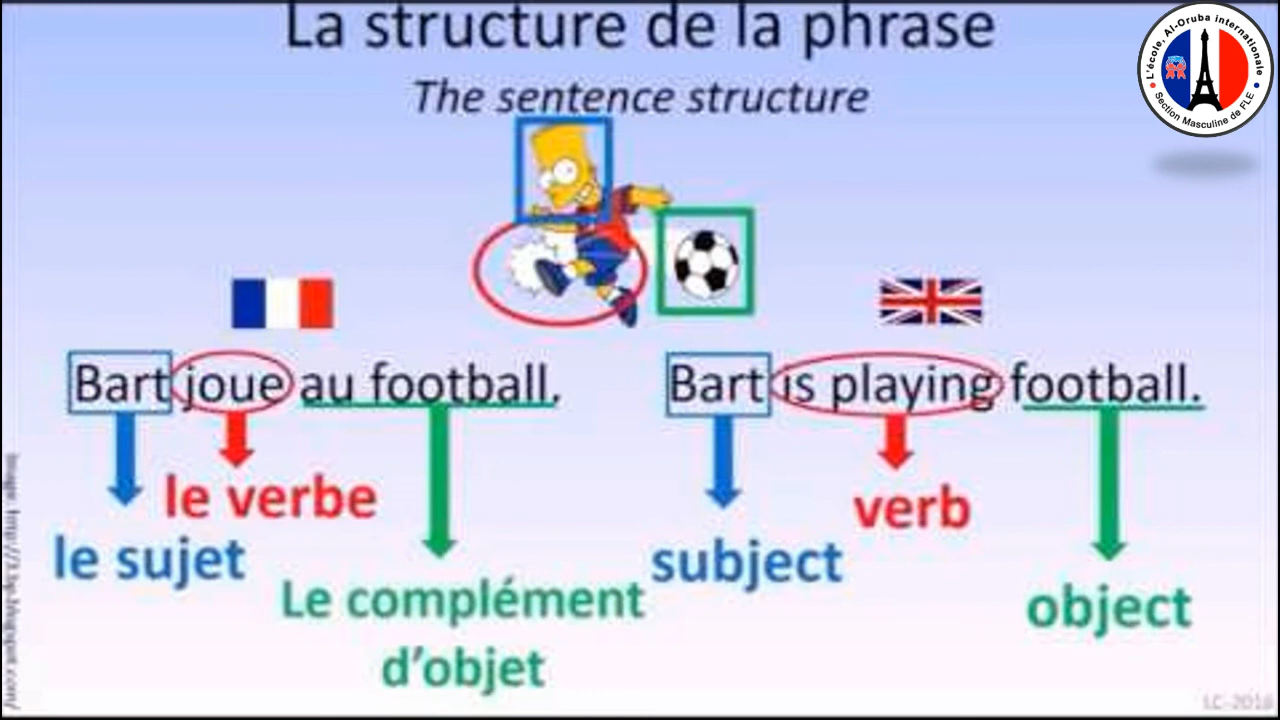 La structure de la phrase
The sentence structure
L'école, Al-Oruba internationale
Section Masculine de FLE
Bart joue au football.
Bart is playing football.
le verbe
verb
le sujet
subject
Le complément
d'objet
object
LC-2016